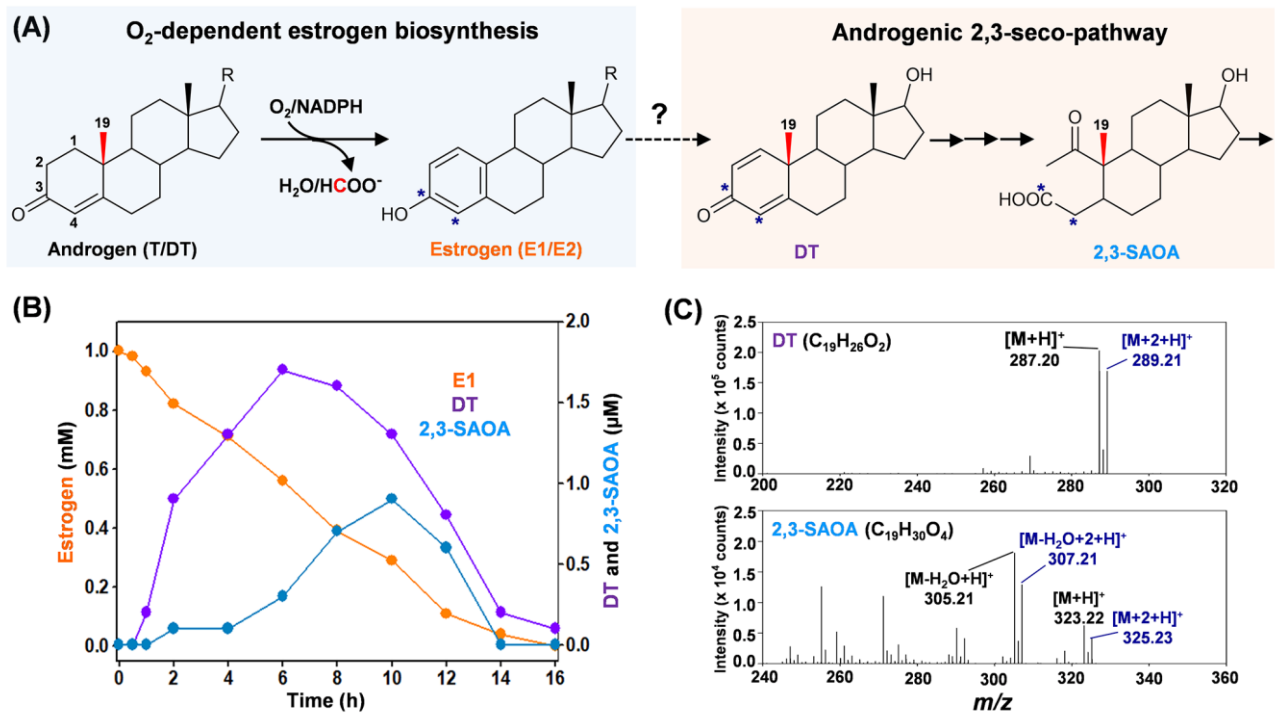 (A)
O₂-dependent estrogen biosynthesis
R
19
1
2
3
4
O
O₂/NADPH
H₂O/HCOO⁻
Androgen (T/DT)
R
HO
*
*
Estrogen (E1/E2)
?
Androgenic 2,3-seco-pathway
OH
19
O
*
*
DT
OH
O
19
HOOC
*
*
2,3-SAOA
(B)
Estrogen (mM)
1.0
0.8
0.6
0.4
0.2
0.0
E1
DT
2,3-SAOA
2.0
1.5
1.0
0.5
0.0
DT and 2,3-SAOA (µM)
0 2 4 6 8 10 12 14 16
Time (h)
(C)
Intensity (x 10⁵ counts)
2.5
2.0
1.5
1.0
0.5
0.0
DT (C₁₉H₂₆O₂)
[M+H]⁺
287.20
[M+2+H]⁺
289.21
200 220 240 260 280 300 320
Intensity (x 10⁴ counts)
2.5
2.0
1.5
1.0
0.5
0.0
2,3-SAOA (C₁₉H₃₀O₄)
[M-H₂O+2+H]⁺
307.21
[M-H₂O+H]⁺
305.21
[M+H]⁺
323.22
[M+2+H]⁺
325.23
240 260 280 300 320 340 360
m/z